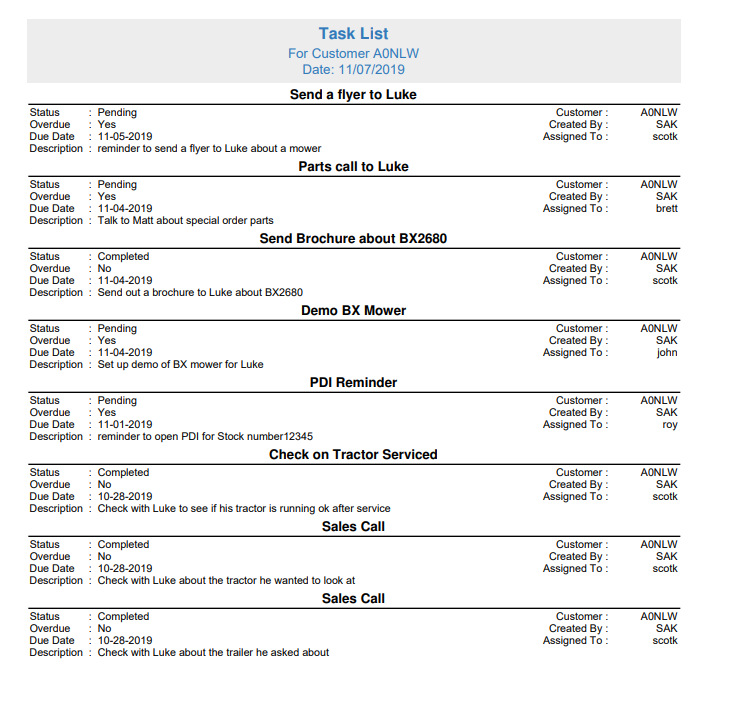 Task List
For Customer A0NLW
Date: 11/07/2019
Send a flyer to Luke
Status : Pending Customer : A0NLW
Overdue : Yes Created By : SAK
Due Date : 11-05-2019 Assigned To : scotk
Description : reminder to send a flyer to Luke about a mower
Parts call to Luke
Status : Pending Customer : A0NLW
Overdue : Yes Created By : SAK
Due Date : 11-04-2019 Assigned To : brett
Description : Talk to Matt about special order parts
Send Brochure about BX2680
Status : Completed Customer : A0NLW
Overdue : No Created By : SAK
Due Date : 11-04-2019 Assigned To : scotk
Description : Send out a brochure to Luke about BX2680
Demo BX Mower
Status : Pending Customer : A0NLW
Overdue : Yes Created By : SAK
Due Date : 11-04-2019 Assigned To : john
Description : Set up demo of BX mower for Luke
PDI Reminder
Status : Pending Customer : A0NLW
Overdue : Yes Created By : SAK
Due Date : 11-01-2019 Assigned To : roy
Description : reminder to open PDI for Stock number12345
Check on Tractor Serviced
Status : Completed Customer : A0NLW
Overdue : No Created By : SAK
Due Date : 10-28-2019 Assigned To : scotk
Description : Check with Luke to see if his tractor is running ok after service
Sales Call
Status : Completed Customer : A0NLW
Overdue : No Created By : SAK
Due Date : 10-28-2019 Assigned To : scotk
Description : Check with Luke about the tractor he wanted to look at
Sales Call
Status : Completed Customer : A0NLW
Overdue : No Created By : SAK
Due Date : 10-28-2019 Assigned To : scotk
Description : Check with Luke about the trailer he asked about